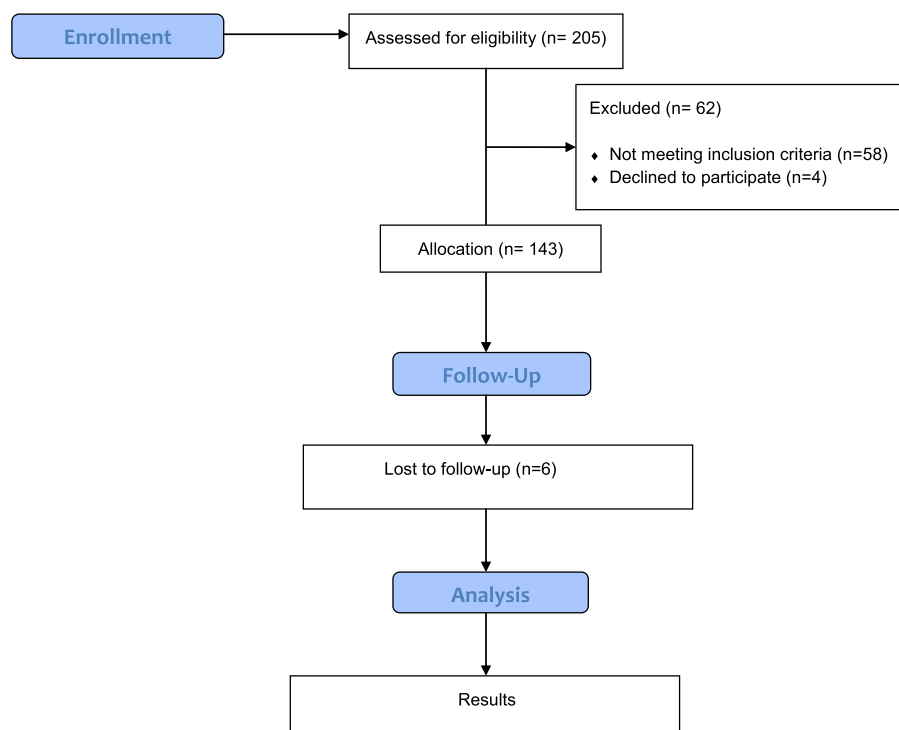 Enrollment
Assessed for eligibility (n= 205)
Excluded (n= 62)
♦ Not meeting inclusion criteria (n=58)
♦ Declined to participate (n=4)
Allocation (n= 143)
Follow-Up
Lost to follow-up (n=6)
Analysis
Results